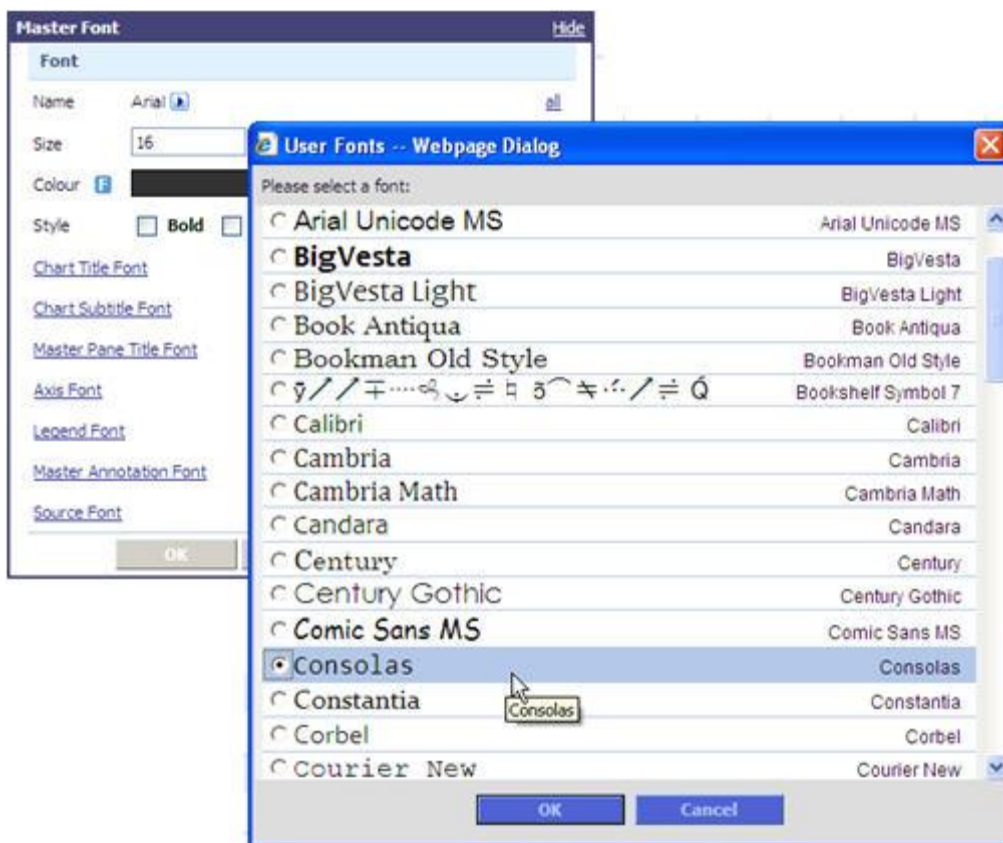 Master Font Hide
Font
Name Arial all
Size 16
Colour F
Style Bold
Chart Title Font
Chart Subtitle Font
Master Pane Title Font
Axis Font
Legend Font
Master Annotation Font
Source Font
OK
User Fonts -- Webpage Dialog
Please select a font:
Arial Unicode MS Arial Unicode MS
BigVesta BigVesta
BigVesta Light BigVesta Light
Book Antiqua Book Antiqua
Bookman Old Style Bookman Old Style
Bookshelf Symbol 7
Calibri Calibri
Cambria Cambria
Cambria Math Cambria Math
Candara Candara
Century Century
Century Gothic Century Gothic
Comic Sans MS Comic Sans MS
Consolas Consolas
Consolas
Constantia Constantia
Corbel Corbel
Courier New Courier New
OK Cancel